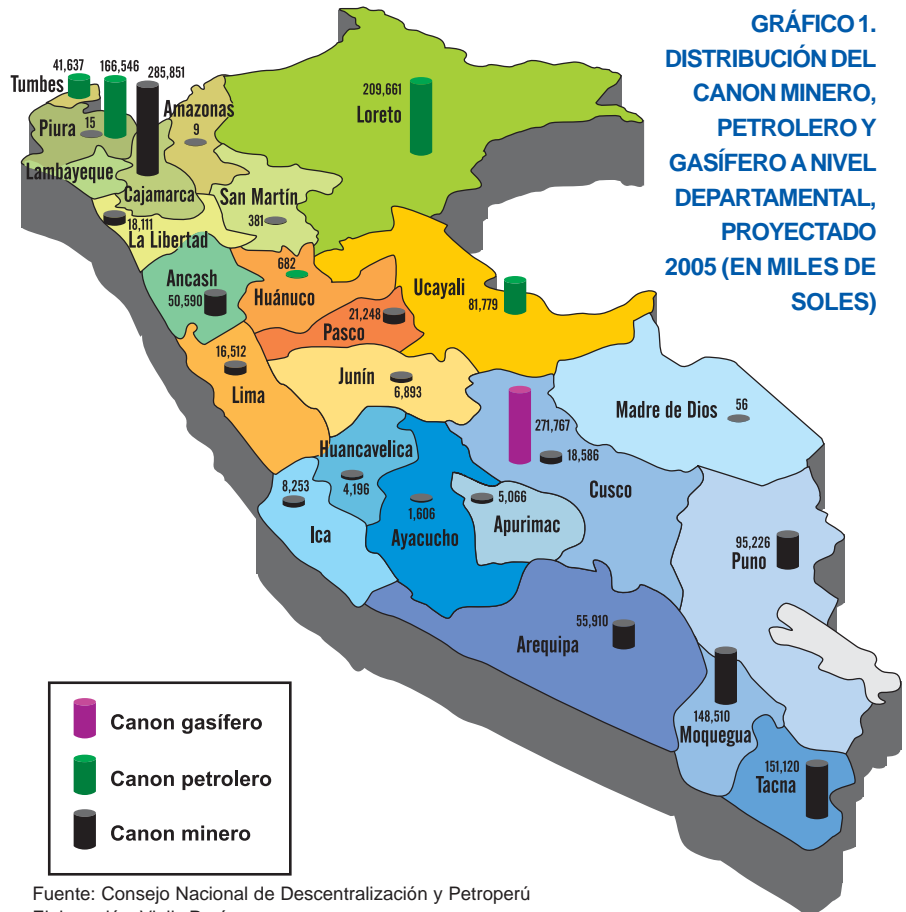 GRÁFICO 1.
DISTRIBUCIÓN DEL
CANON MINERO,
PETROLERO Y
GASÍFERO A NIVEL
DEPARTAMENTAL,
PROYECTADO
2005 (EN MILES DE
SOLES)
41,637
Tumbes
166,546
285,851
Piura
15
Amazonas
9
209,661
Loreto
Lambayeque
Cajamarca
San Martín
381
18,111
La Libertad
Ancash
50,590
682
Huánuco
Ucayali
81,779
21,248
Pasco
16,512
Lima
Junín
6,893
271,767
18,586
Cusco
Madre de Dios
56
Huancavelica
4,196
8,253
Ica
1,606
Ayacucho
5,066
Apurimac
95,226
Puno
55,910
Arequipa
148,510
Moquegua
151,120
Tacna
Canon gasífero
Canon petrolero
Canon minero
Fuente: Consejo Nacional de Descentralización y Petroperú